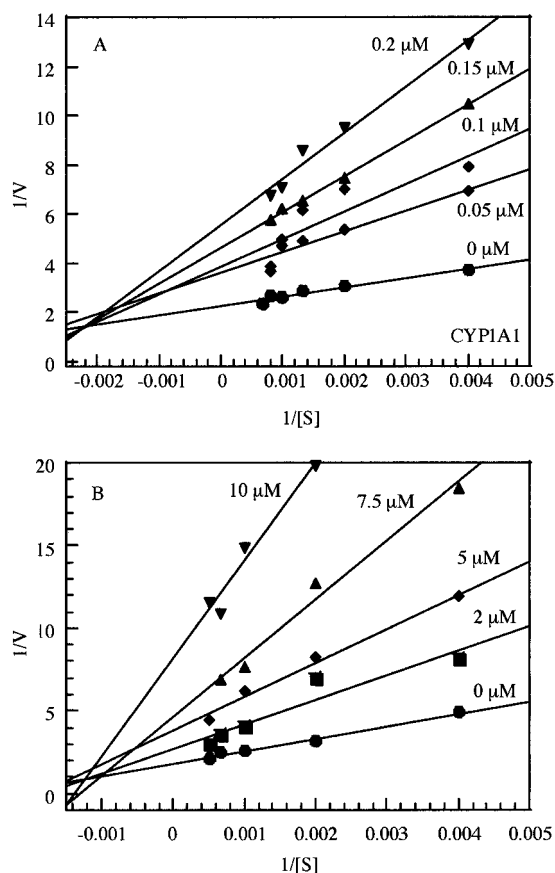 A
14
12
10
8
6
4
2
0
1/V
0.2 µM
0.15 µM
0.1 µM
0.05 µM
0 µM
CYP1A1
-0.002
-0.001
0
0.001
0.002
0.003
0.004
0.005
1/[S]
B
20
15
10
5
0
1/V
10 µM
7.5 µM
5 µM
2 µM
0 µM
-0.001
0
0.001
0.002
0.003
0.004
0.005
1/[S]